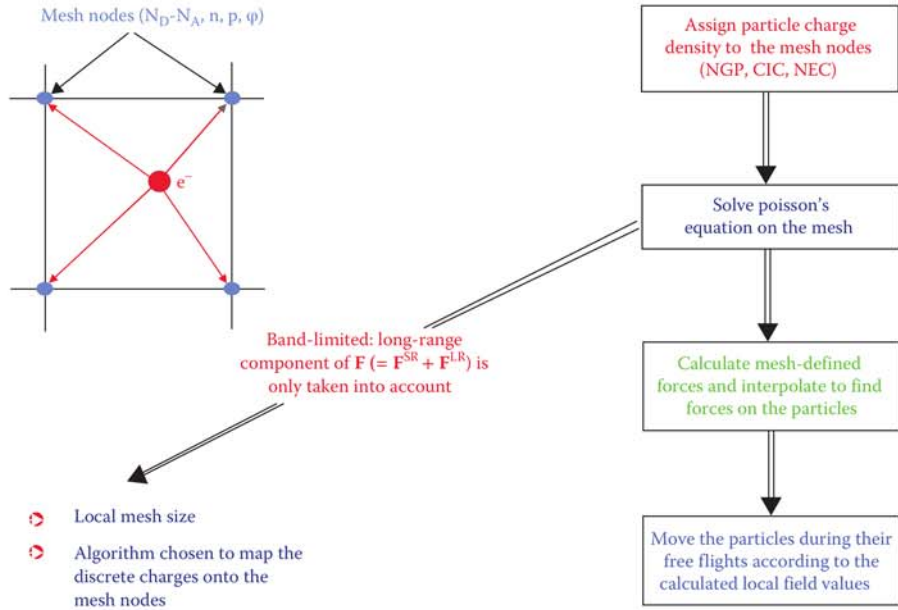 Mesh nodes (N_D-N_A, n, p, φ)
e⁻
Assign particle charge
density to the mesh nodes
(NGP, CIC, NEC)
Solve poisson's
equation on the mesh
Band-limited: long-range
component of F (= F^SR + F^LR) is
only taken into account
Calculate mesh-defined
forces and interpolate to find
forces on the particles
Local mesh size
Algorithm chosen to map the
discrete charges onto the
mesh nodes
Move the particles during their
free flights according to the
calculated local field values